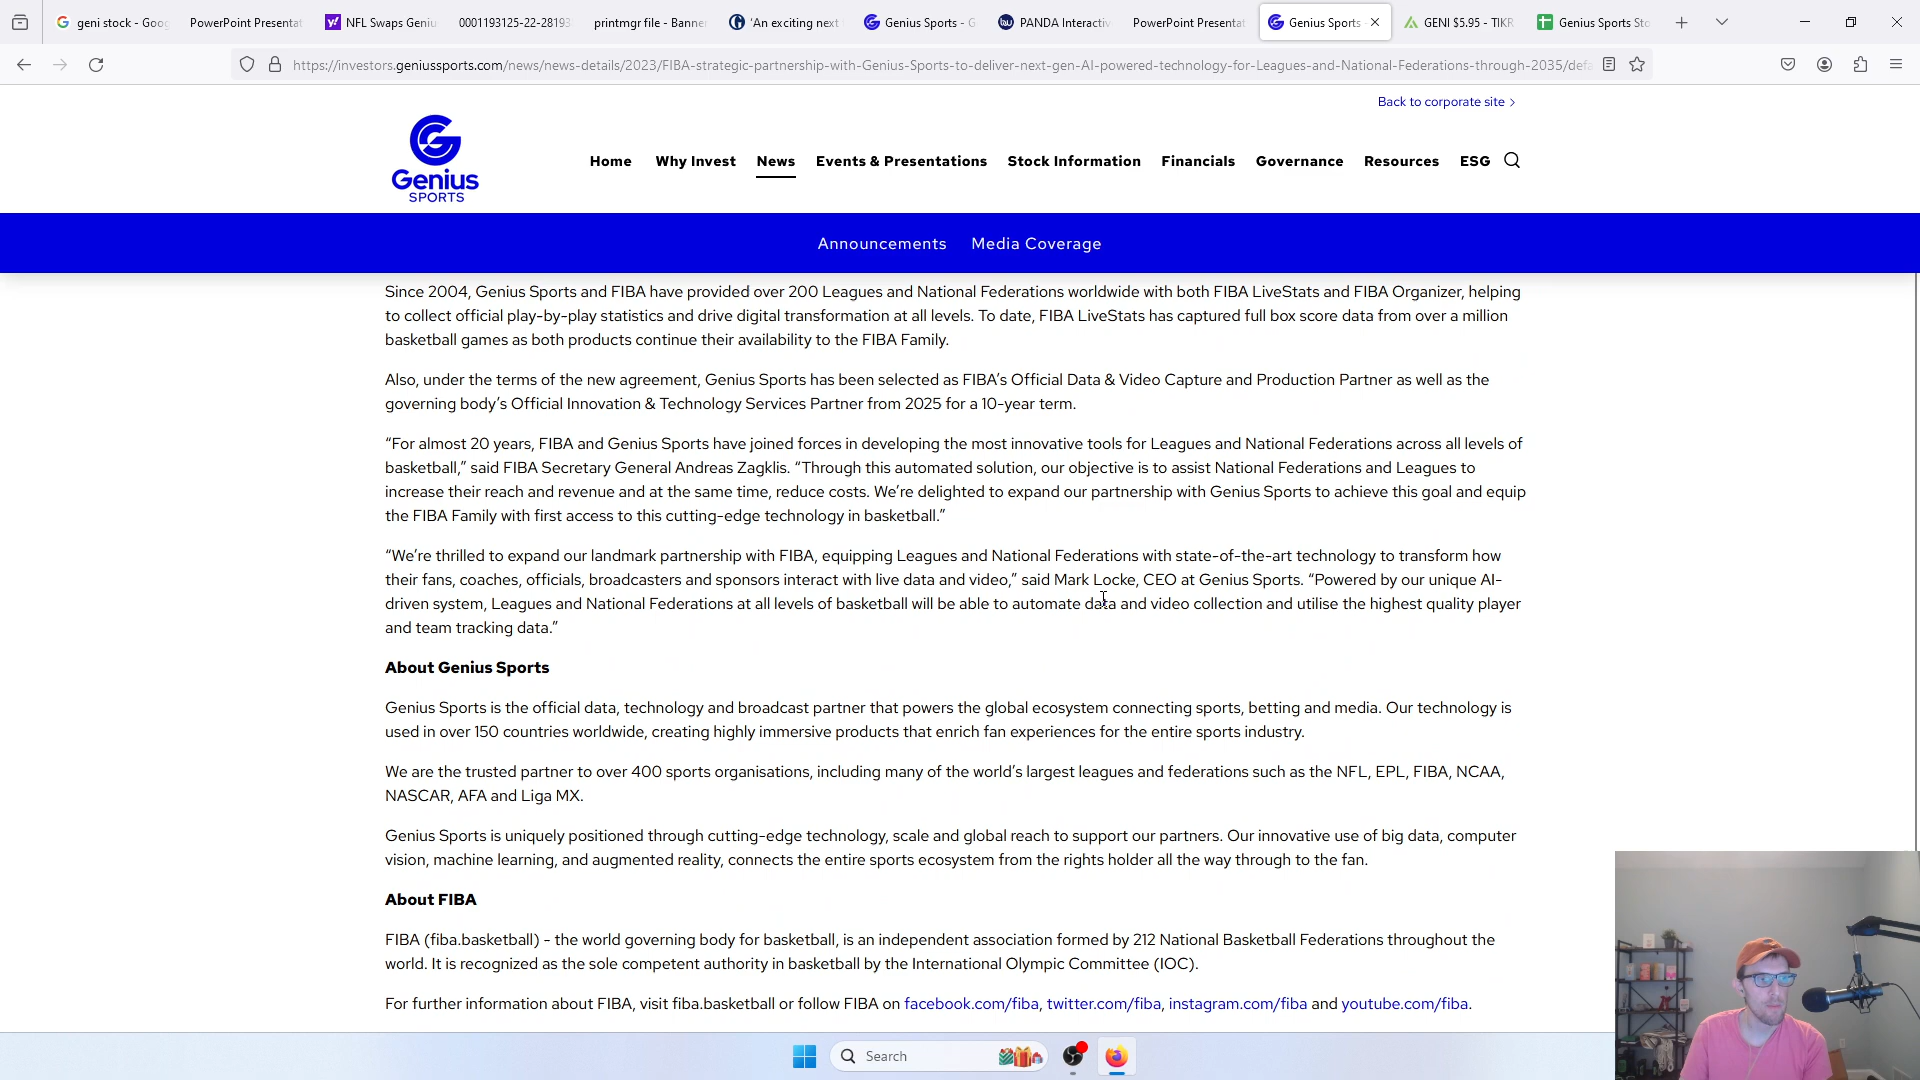 geni stock - Goog
PowerPoint Presentat
NFL Swaps Geniu
0001193125-22-28193
printmgr file - Banner
'An exciting next
Genius Sports - G
PANDA Interactiv
PowerPoint Presentat
Genius Sports -
GENI $5.95 - TIKR
Genius Sports Sto
https://investors.geniussports.com/news/news-details/2023/FIBA-strategic-partnership-with-Genius-Sports-to-deliver-next-gen-AI-powered-technology-for-Leagues-and-National-Federations-through-2035/defa
Back to corporate site >
Genius
SPORTS
Home Why Invest News Events & Presentations Stock Information Financials Governance Resources ESG
Announcements Media Coverage
Since 2004, Genius Sports and FIBA have provided over 200 Leagues and National Federations worldwide with both FIBA LiveStats and FIBA Organizer, helping
to collect official play-by-play statistics and drive digital transformation at all levels. To date, FIBA LiveStats has captured full box score data from over a million
basketball games as both products continue their availability to the FIBA Family.
Also, under the terms of the new agreement, Genius Sports has been selected as FIBA's Official Data & Video Capture and Production Partner as well as the
governing body's Official Innovation & Technology Services Partner from 2025 for a 10-year term.
“For almost 20 years, FIBA and Genius Sports have joined forces in developing the most innovative tools for Leagues and National Federations across all levels of
basketball,” said FIBA Secretary General Andreas Zagklis. “Through this automated solution, our objective is to assist National Federations and Leagues to
increase their reach and revenue and at the same time, reduce costs. We're delighted to expand our partnership with Genius Sports to achieve this goal and equip
the FIBA Family with first access to this cutting-edge technology in basketball.”
“We're thrilled to expand our landmark partnership with FIBA, equipping Leagues and National Federations with state-of-the-art technology to transform how
their fans, coaches, officials, broadcasters and sponsors interact with live data and video,” said Mark Locke, CEO at Genius Sports. “Powered by our unique AI-
driven system, Leagues and National Federations at all levels of basketball will be able to automate data and video collection and utilise the highest quality player
and team tracking data.”
About Genius Sports
Genius Sports is the official data, technology and broadcast partner that powers the global ecosystem connecting sports, betting and media. Our technology is
used in over 150 countries worldwide, creating highly immersive products that enrich fan experiences for the entire sports industry.
We are the trusted partner to over 400 sports organisations, including many of the world's largest leagues and federations such as the NFL, EPL, FIBA, NCAA,
NASCAR, AFA and Liga MX.
Genius Sports is uniquely positioned through cutting-edge technology, scale and global reach to support our partners. Our innovative use of big data, computer
vision, machine learning, and augmented reality, connects the entire sports ecosystem from the rights holder all the way through to the fan.
About FIBA
FIBA (fiba.basketball) - the world governing body for basketball, is an independent association formed by 212 National Basketball Federations throughout the
world. It is recognized as the sole competent authority in basketball by the International Olympic Committee (IOC).
For further information about FIBA, visit fiba.basketball or follow FIBA on facebook.com/fiba, twitter.com/fiba, instagram.com/fiba and youtube.com/fiba.
Search